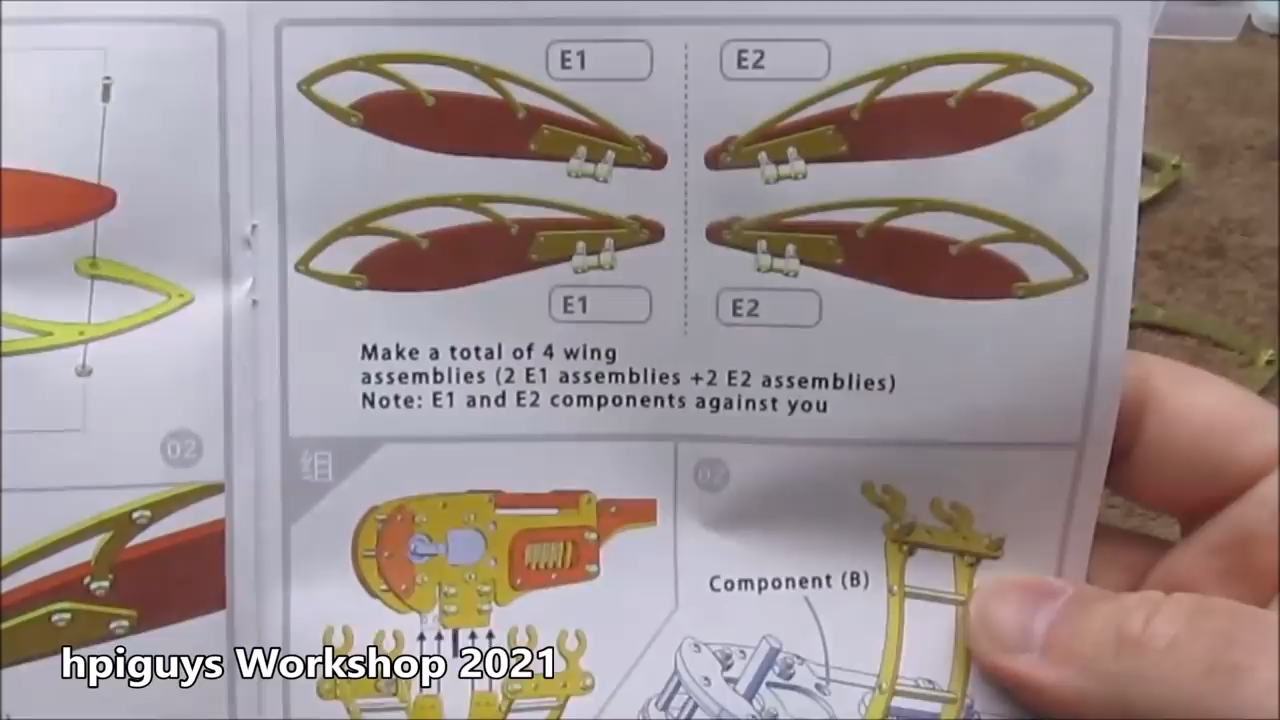 E1
E2
E1
E2
Make a total of 4 wing
assemblies (2 E1 assemblies +2 E2 assemblies)
Note: E1 and E2 components against you
02
02
Component (B)
hpiguys Workshop 2021